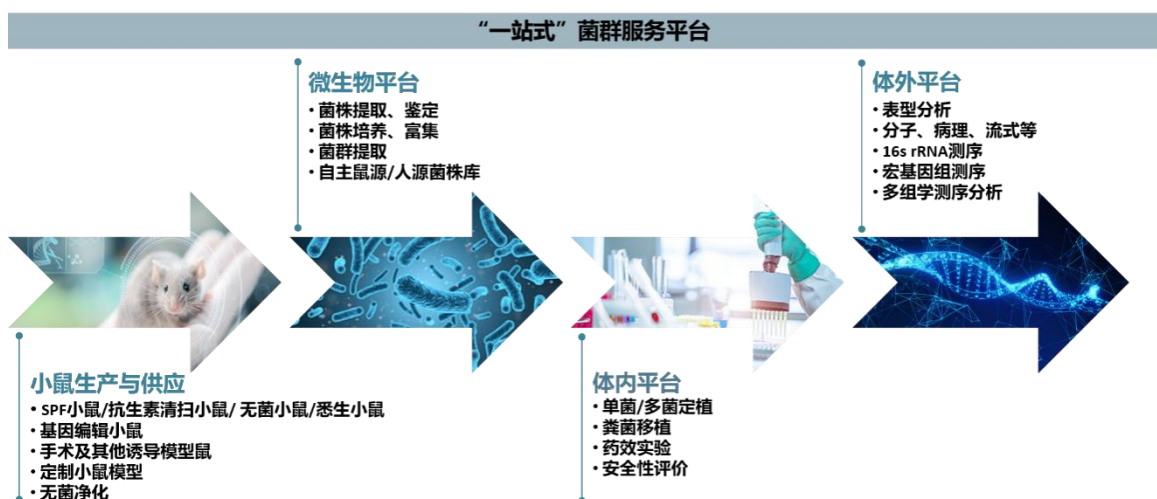 “一站式”菌群服务平台
小鼠生产与供应
·SPF小鼠/抗生素清扫小鼠/ 无菌小鼠/悉生小鼠
·基因编辑小鼠
·手术及其他诱导模型鼠
·定制小鼠模型
·无菌净化
微生物平台
·菌株提取、鉴定
·菌株培养、富集
·菌群提取
·自主鼠源/人源菌株库
体内平台
·单菌/多菌定植
·粪菌移植
·药效实验
·安全性评价
体外平台
·表型分析
·分子、病理、流式等
·16s rRNA测序
·宏基因组测序
·多组学测序分析